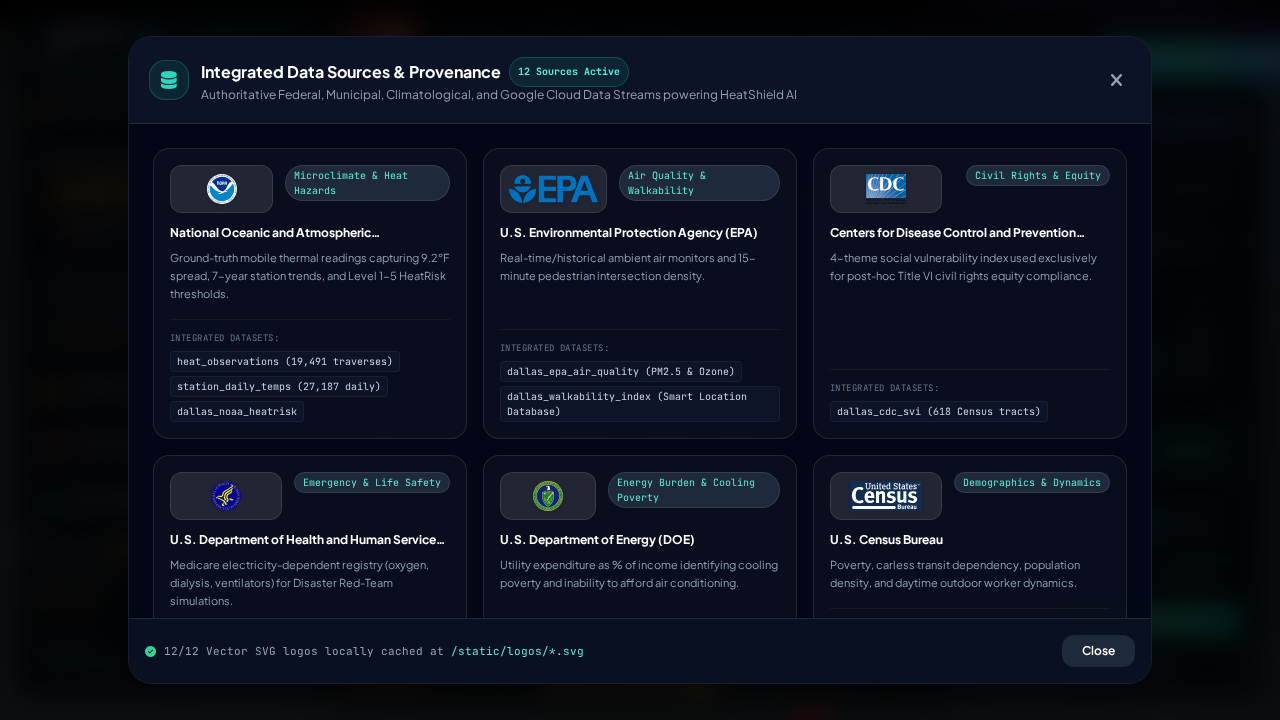 Integrated Data Sources & Provenance
12 Sources Active
Authoritative Federal, Municipal, Climatological, and Google Cloud Data Streams powering HeatShield AI
NOAA
Microclimate & Heat
Hazards
National Oceanic and Atmospheric…
Ground-truth mobile thermal readings capturing 9.2°F
spread, 7-year station trends, and Level 1-5 HeatRisk
thresholds.
INTEGRATED DATASETS:
heat_observations (19,491 traverses)
station_daily_temps (27,187 daily)
dallas_noaa_heatrisk
EPA
Air Quality &
Walkability
U.S. Environmental Protection Agency (EPA)
Real-time/historical ambient air monitors and 15-
minute pedestrian intersection density.
INTEGRATED DATASETS:
dallas_epa_air_quality (PM2.5 & Ozone)
dallas_walkability_index (Smart Location
Database)
CDC
Civil Rights & Equity
Centers for Disease Control and Prevention…
4-theme social vulnerability index used exclusively
for post-hoc Title VI civil rights equity compliance.
INTEGRATED DATASETS:
dallas_cdc_svi (618 Census tracts)
Emergency & Life Safety
U.S. Department of Health and Human Service…
Medicare electricity-dependent registry (oxygen,
dialysis, ventilators) for Disaster Red-Team
simulations.
Energy Burden & Cooling
Poverty
U.S. Department of Energy (DOE)
Utility expenditure as % of income identifying cooling
poverty and inability to afford air conditioning.
United States
Census
Bureau
Demographics & Dynamics
U.S. Census Bureau
Poverty, carless transit dependency, population
density, and daytime outdoor worker dynamics.
12/12 Vector SVG logos locally cached at /static/logos/*.svg
Close